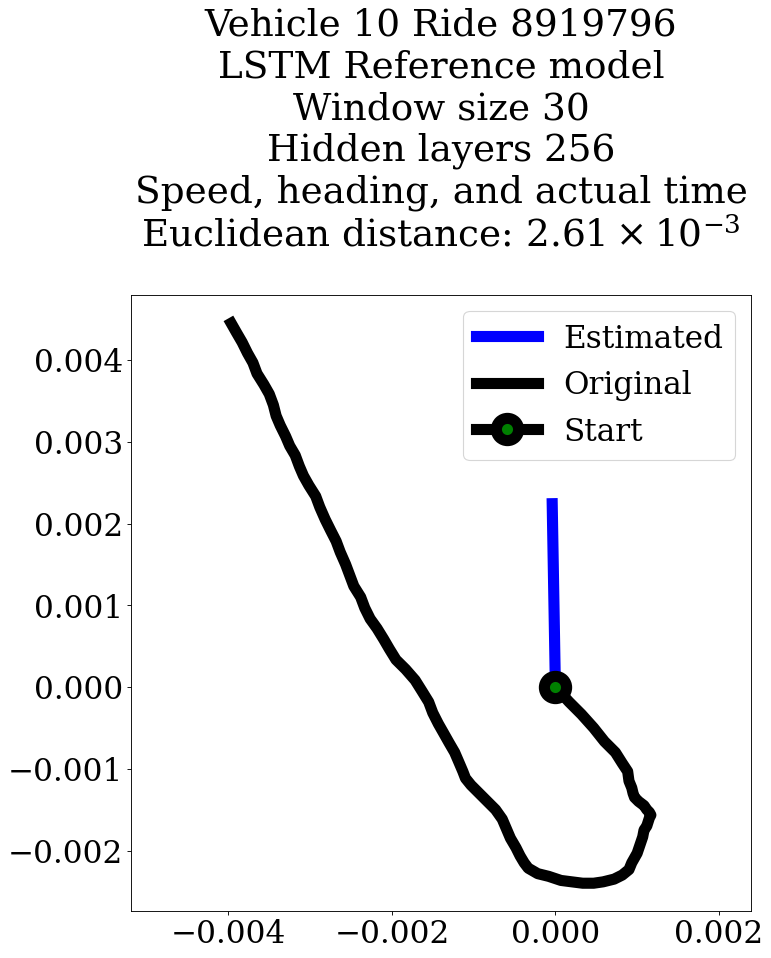 Vehicle 10 Ride 8919796
LSTM Reference model
Window size 30
Hidden layers 256
Speed, heading, and actual time
Euclidean distance: 2.61 × 10⁻³
Estimated
Original
Start
0.004
0.003
0.002
0.001
0.000
−0.001
−0.002
−0.004 −0.002 0.000 0.002